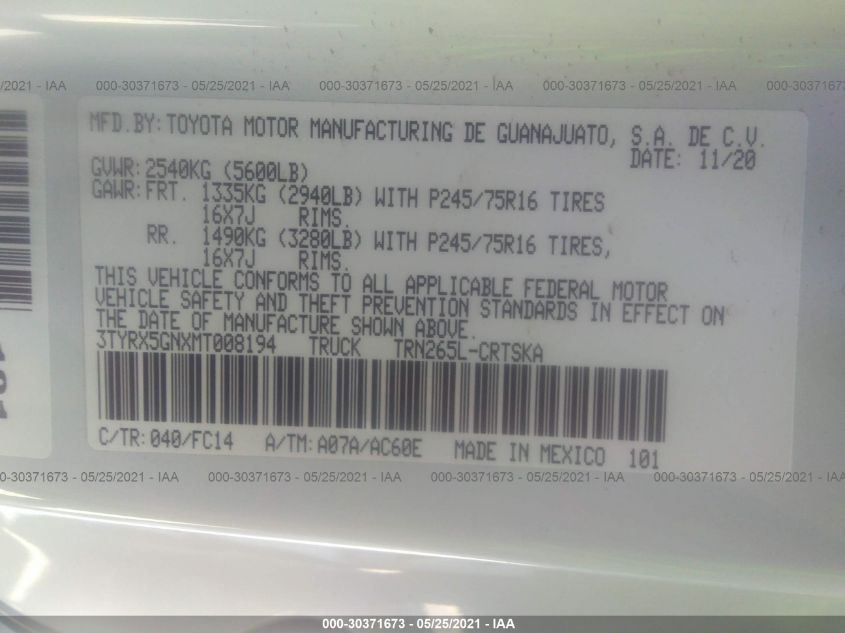 0-30371673 - 05/25/2021 - IAA 000-30371673 - 05/25/2021 - IAA 000-30371673 - 05/25/2021 - IAA 000-30371673 - 05/25/2021
MFD.BY:TOYOTA MOTOR MANUFACTURING DE GUANAJUATO, S.A. DE C.V.
DATE: 11/20
GVWR:2540KG (5600LB)
GAWR:FRT. 1335KG (2940LB) WITH P245/75R16 TIRES
16X7J RIMS.
RR. 1490KG (3280LB) WITH P245/75R16 TIRES,
16X7J RIMS.
THIS VEHICLE CONFORMS TO ALL APPLICABLE FEDERAL MOTOR
VEHICLE SAFETY AND THEFT PREVENTION STANDARDS IN EFFECT ON
THE DATE OF MANUFACTURE SHOWN ABOVE.
3TYRX5GNXMT008194 TRUCK TRN265L-CRTSKA
C/TR:040/FC14 A/TM:A07A/AC60E MADE IN MEXICO 101
0-30371673 - 05/25/2021 - IAA 000-30371673 - 05/25/2021 - IAA 000-30371673 - 05/25/2021 - IAA 000-30371673 - 05/25/2021 - IAA
000-30371673 - 05/25/2021 - IAA